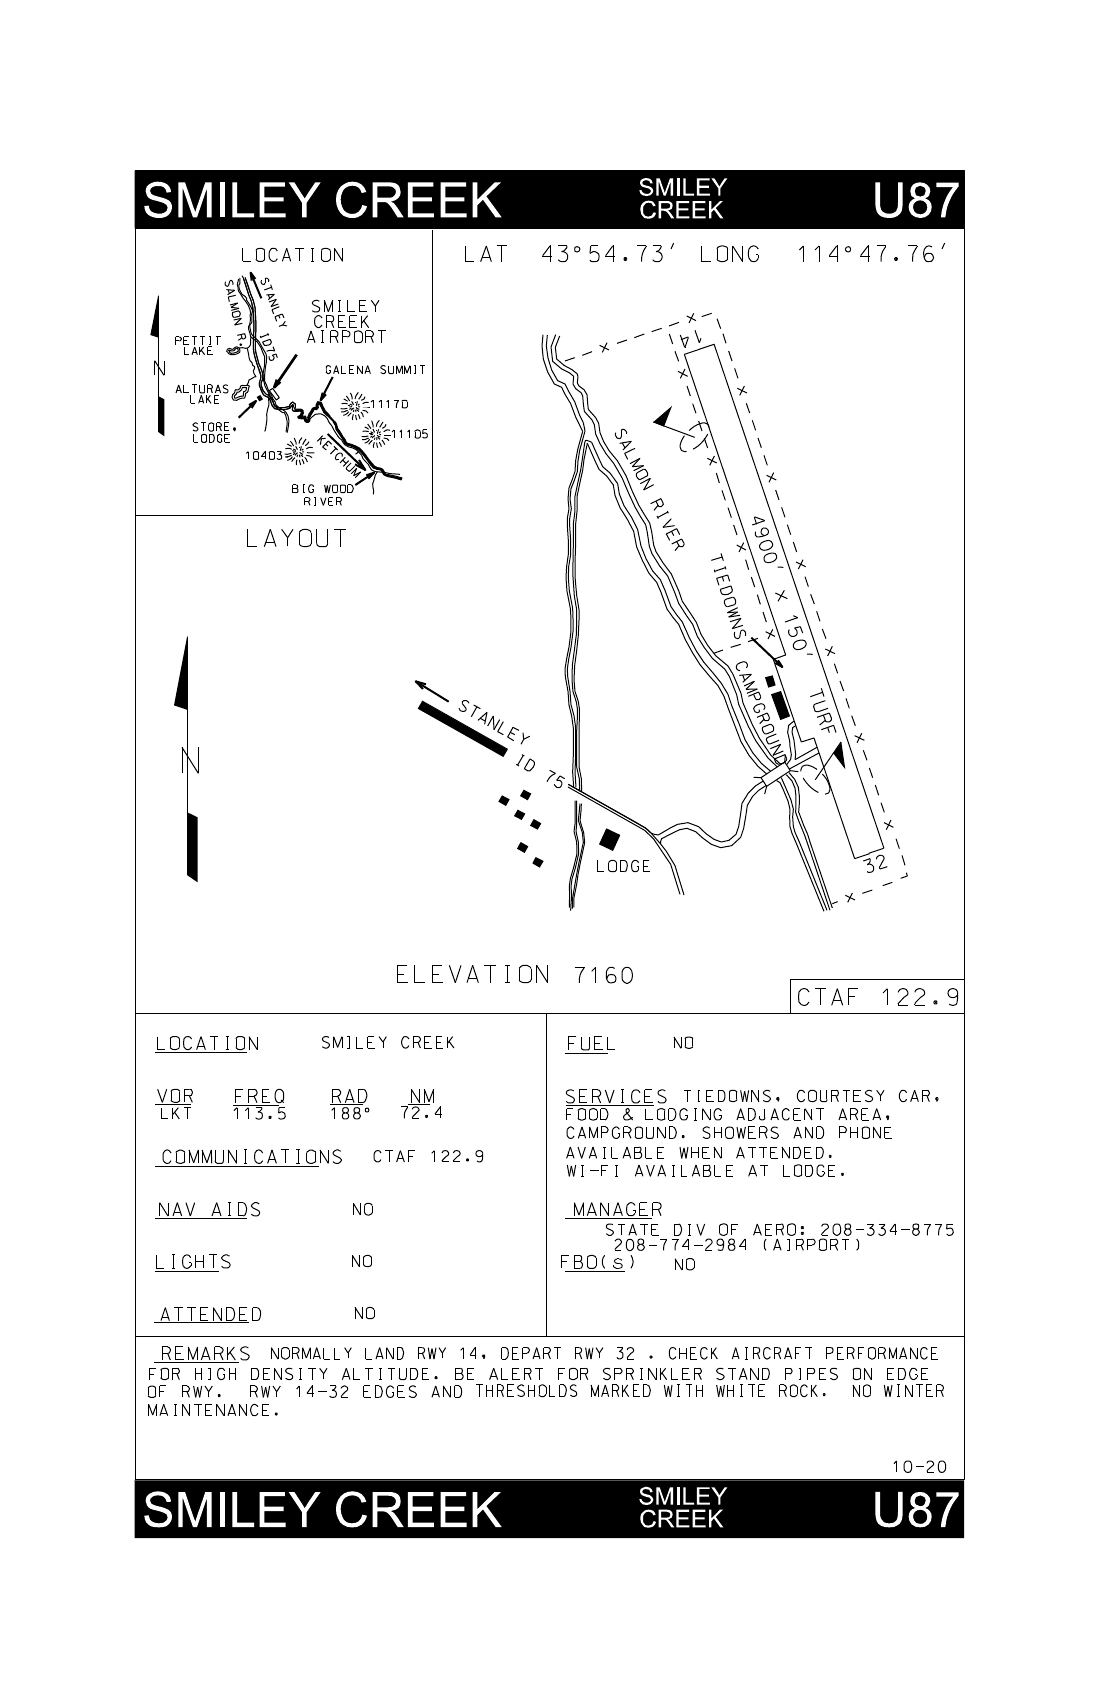 SMILEY CREEK SMILEY CREEK U87
LOCATION
LAT 43°54.73' LONG 114°47.76'
STANLEY
SALMON R.
ID75
SMILEY
CREEK
AIRPORT
PETTIT
LAKE
N
GALENA SUMMIT
ALTURAS
LAKE
11170
STORE,
LODGE
11105
10403
KETCHUM
BIG WOOD
RIVER
LAYOUT
14
SALMON RIVER
4900' X 150'
TIEDOWNS
CAMPGROUND
TURF
STANLEY
ID 75
N
LODGE
32
ELEVATION 7160
CTAF 122.9
LOCATION SMILEY CREEK
VOR FREQ RAD NM
LKT 113.5 188° 72.4
COMMUNICATIONS CTAF 122.9
NAV AIDS NO
LIGHTS NO
ATTENDED NO
FUEL NO
SERVICES TIEDOWNS, COURTESY CAR,
FOOD & LODGING ADJACENT AREA,
CAMPGROUND. SHOWERS AND PHONE
AVAILABLE WHEN ATTENDED.
WI-FI AVAILABLE AT LODGE.
MANAGER
STATE DIV OF AERO: 208-334-8775
208-774-2984 (AIRPORT)
FBO(s) NO
REMARKS NORMALLY LAND RWY 14, DEPART RWY 32 . CHECK AIRCRAFT PERFORMANCE
FOR HIGH DENSITY ALTITUDE. BE ALERT FOR SPRINKLER STAND PIPES ON EDGE
OF RWY. RWY 14-32 EDGES AND THRESHOLDS MARKED WITH WHITE ROCK. NO WINTER
MAINTENANCE.
10-20
SMILEY CREEK SMILEY CREEK U87